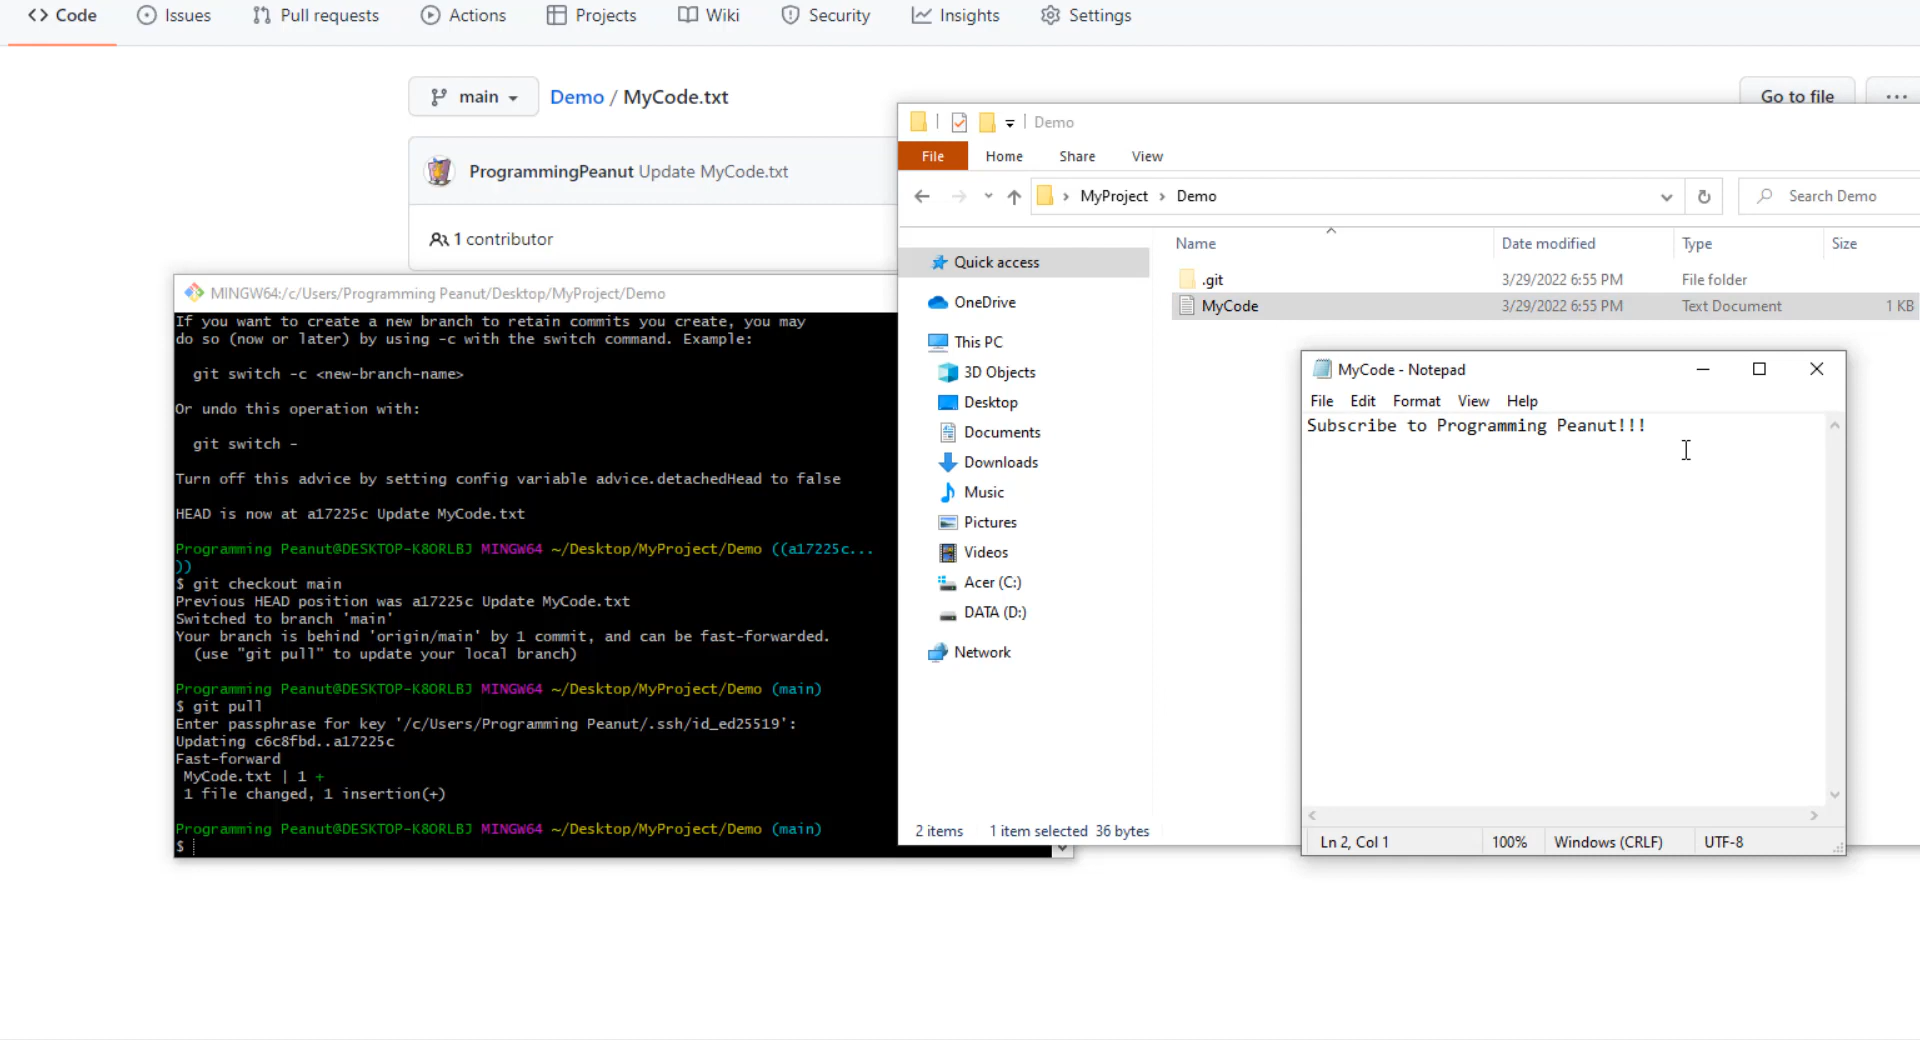 Code
Issues
Pull requests
Actions
Projects
Wiki
Security
Insights
Settings
main
Demo / MyCode.txt
Go to file
...
ProgrammingPeanut Update MyCode.txt
1 contributor
MINGW64:/c/Users/Programming Peanut/Desktop/MyProject/Demo
If you want to create a new branch to retain commits you create, you may
do so (now or later) by using -c with the switch command. Example:
git switch -c <new-branch-name>
Or undo this operation with:
git switch -
Turn off this advice by setting config variable advice.detachedHead to false
HEAD is now at a17225c Update MyCode.txt
Programming Peanut@DESKTOP-K8ORLBJ MINGW64 ~/Desktop/MyProject/Demo ((a17225c...
))
$ git checkout main
Previous HEAD position was a17225c Update MyCode.txt
Switched to branch 'main'
Your branch is behind 'origin/main' by 1 commit, and can be fast-forwarded.
(use "git pull" to update your local branch)
Programming Peanut@DESKTOP-K8ORLBJ MINGW64 ~/Desktop/MyProject/Demo (main)
$ git pull
Enter passphrase for key '/c/Users/Programming Peanut/.ssh/id_ed25519':
Updating c6c8fbd..a17225c
Fast-forward
MyCode.txt | 1 +
1 file changed, 1 insertion(+)
Programming Peanut@DESKTOP-K8ORLBJ MINGW64 ~/Desktop/MyProject/Demo (main)
$
Demo
File
Home
Share
View
MyProject > Demo
Search Demo
Name
Date modified
Type
Size
.git 3/29/2022 6:55 PM File folder
MyCode 3/29/2022 6:55 PM Text Document 1 KB
Quick access
OneDrive
This PC
3D Objects
Desktop
Documents
Downloads
Music
Pictures
Videos
Acer (C:)
DATA (D:)
Network
2 items 1 item selected 36 bytes
MyCode - Notepad
File Edit Format View Help
Subscribe to Programming Peanut!!!
Ln 2, Col 1 100% Windows (CRLF) UTF-8